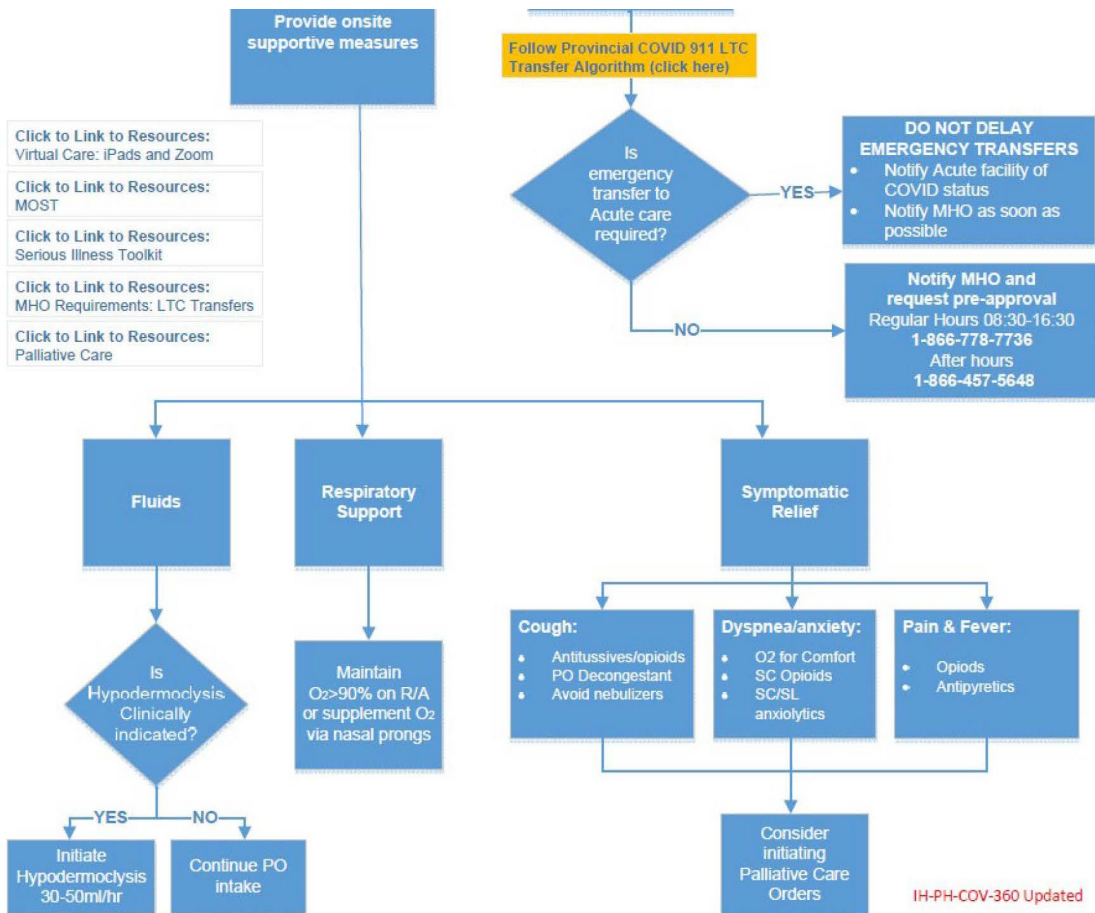 Provide onsite
supportive measures
Follow Provincial COVID 911 LTC
Transfer Algorithm (click here)
Click to Link to Resources:
Virtual Care: iPads and Zoom
Click to Link to Resources:
MOST
Click to Link to Resources:
Serious Illness Toolkit
Click to Link to Resources:
MHO Requirements: LTC Transfers
Click to Link to Resources:
Palliative Care
Is
emergency
transfer to
Acute care
required?
YES
DO NOT DELAY
EMERGENCY TRANSFERS
• Notify Acute facility of
COVID status
• Notify MHO as soon as
possible
NO
Notify MHO and
request pre-approval
Regular Hours 08:30-16:30
1-866-778-7736
After hours
1-866-457-5648
Fluids
Respiratory
Support
Symptomatic
Relief
Is
Hypodermoclysis
Clinically
indicated?
Maintain
O2>90% on R/A
or supplement O2
via nasal prongs
Cough:
• Antitussives/opioids
• PO Decongestant
• Avoid nebulizers
Dyspnea/anxiety:
• O2 for Comfort
• SC Opioids
• SC/SL
anxiolytics
Pain & Fever:
• Opiods
• Antipyretics
YES
NO
Initiate
Hypodermoclysis
30-50ml/hr
Continue PO
intake
Consider
initiating
Palliative Care
Orders
IH-PH-COV-360 Updated